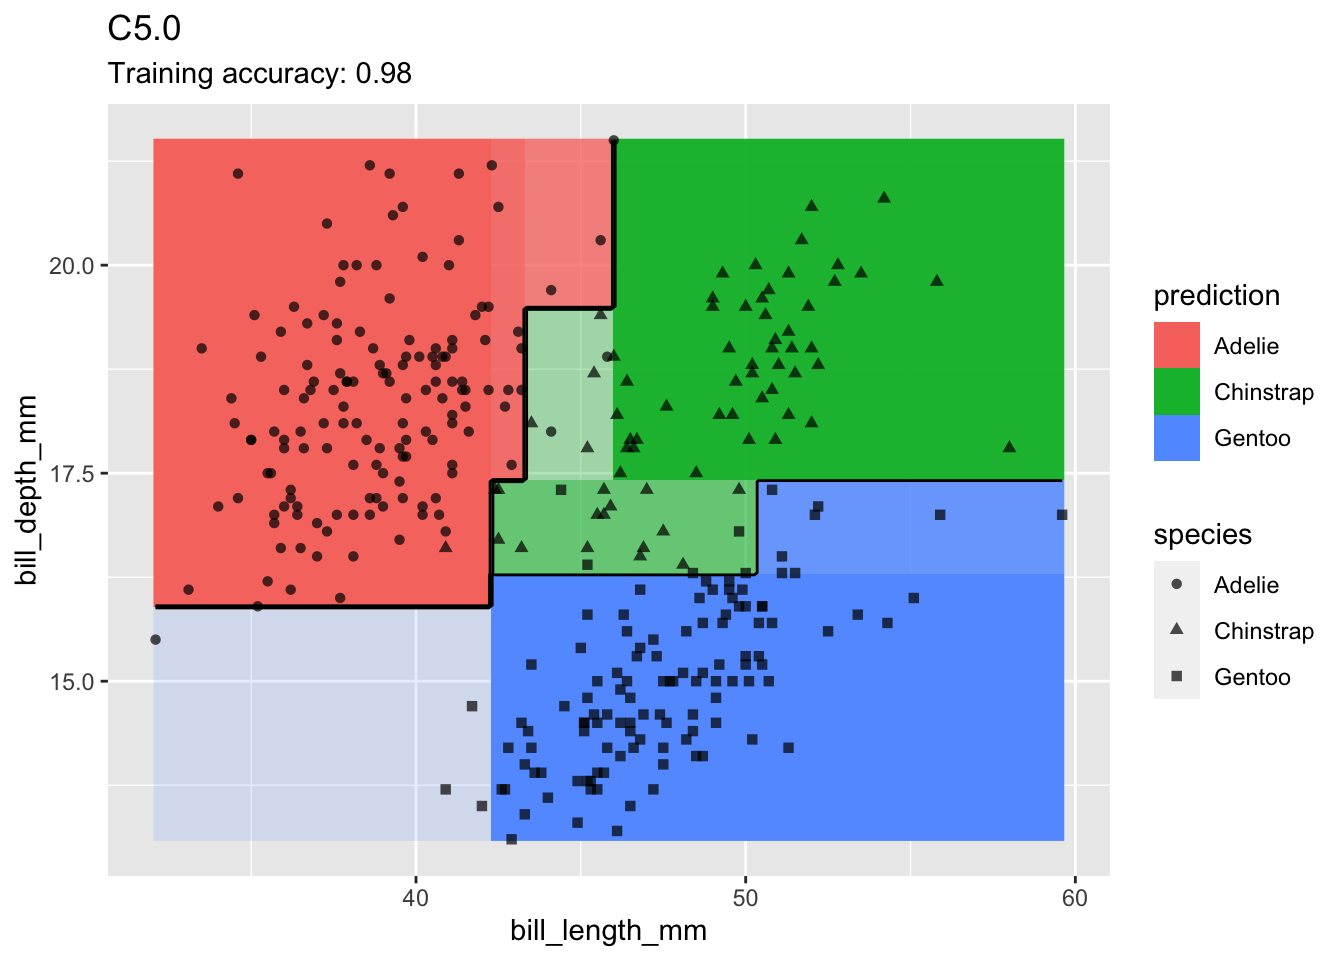 C5.0
Training accuracy: 0.98
20.0
17.5
15.0
bill_depth_mm
40
50
60
bill_length_mm
prediction
Adelie
Chinstrap
Gentoo
species
Adelie
Chinstrap
Gentoo